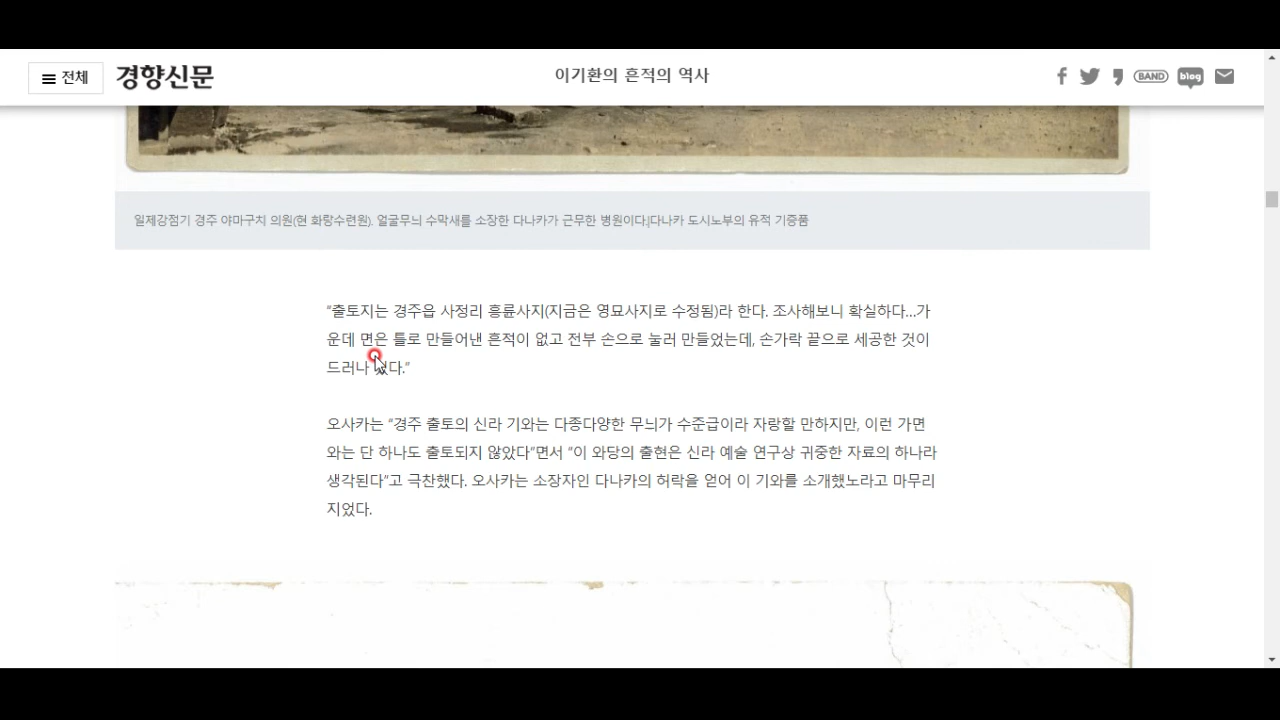 전체
경향신문
이기환의 흔적의 역사
BAND
blog
일제강점기 경주 야마구치 의원(현 화랑수련원). 얼굴무늬 수막새를 소장한 다나카가 근무한 병원이다.|다나카 도시노부의 유적 기증품
“출토지는 경주읍 사정리 흥륜사지(지금은 영묘사지로 수정됨)라 한다. 조사해보니 확실하다…가
운데 면은 틀로 만들어낸 흔적이 없고 전부 손으로 눌러 만들었는데, 손가락 끝으로 세공한 것이
드러나
오사카는 “경주 출토의 신라 기와는 다종다양한 무늬가 수준급이라 자랑할 만하지만, 이런 가면
와는 단 하나도 출토되지 않았다”면서 “이 와당의 출현은 신라 예술 연구상 귀중한 자료의 하나라
생각된다”고 극찬했다. 오사카는 소장자인 다나카의 허락을 얻어 이 기와를 소개했노라고 마무리
지었다.